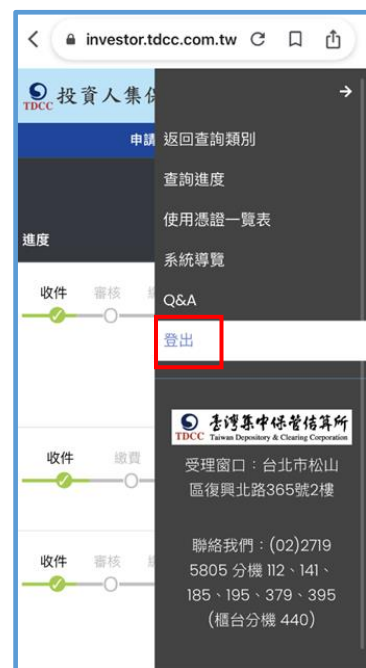 investor.tdcc.com.tw
TDCC 投資人集保
申請
進度
收件 審核
收件 繳費
收件 審核
返回查詢類別
查詢進度
使用憑證一覽表
系統導覽
Q&A
登出
臺灣集中保管結算所
TDCC Taiwan Depository & Clearing Corporation
受理窗口：台北市松山
區復興北路365號2樓
聯絡我們：(02)2719
5805 分機 112、141、
185、195、379、395
(櫃台分機 440)